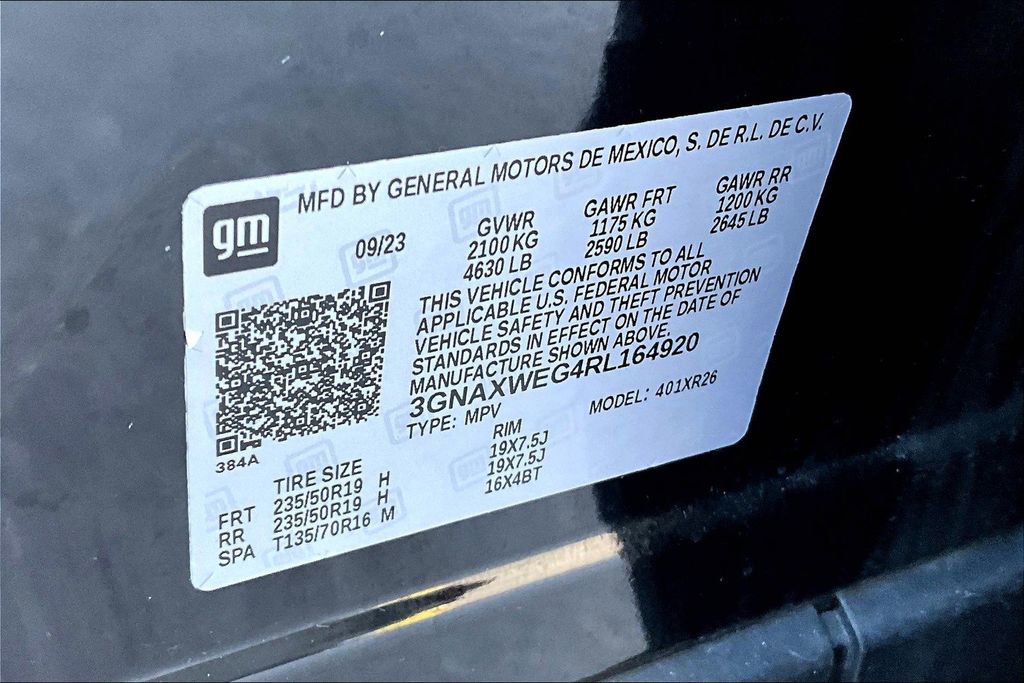 gm
MFD BY GENERAL MOTORS DE MEXICO, S. DE R.L. DE C.V.
09/23
GVWR GAWR FRT GAWR RR
2100 KG 1175 KG 1200 KG
4630 LB 2590 LB 2645 LB
THIS VEHICLE CONFORMS TO ALL
APPLICABLE U.S. FEDERAL MOTOR
VEHICLE SAFETY AND THEFT PREVENTION
STANDARDS IN EFFECT ON THE DATE OF
MANUFACTURE SHOWN ABOVE.
3GNAXWEG4RL164920
TYPE: MPV MODEL: 401XR26
384A
TIRE SIZE RIM
FRT 235/50R19 H 19X7.5J
RR 235/50R19 H 19X7.5J
SPA T135/70R16 M 16X4BT